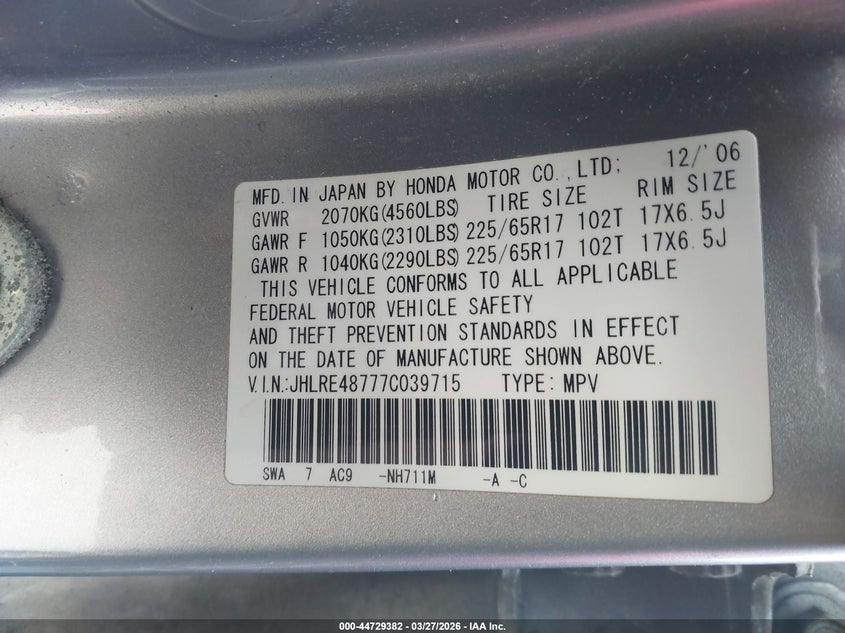 MFD. IN JAPAN BY HONDA MOTOR CO., LTD; 12/'06
GVWR 2070KG(4560LBS) TIRE SIZE RIM SIZE
GAWR F 1050KG(2310LBS) 225/65R17 102T 17X6.5J
GAWR R 1040KG(2290LBS) 225/65R17 102T 17X6.5J
THIS VEHICLE CONFORMS TO ALL APPLICABLE
FEDERAL MOTOR VEHICLE SAFETY
AND THEFT PREVENTION STANDARDS IN EFFECT
ON THE DATE OF MANUFACTURE SHOWN ABOVE.
V.I.N.:JHLRE48777C039715 TYPE: MPV
SWA 7 AC9 -NH711M -A -C
000-44729382 - 03/27/2026 - IAA Inc.